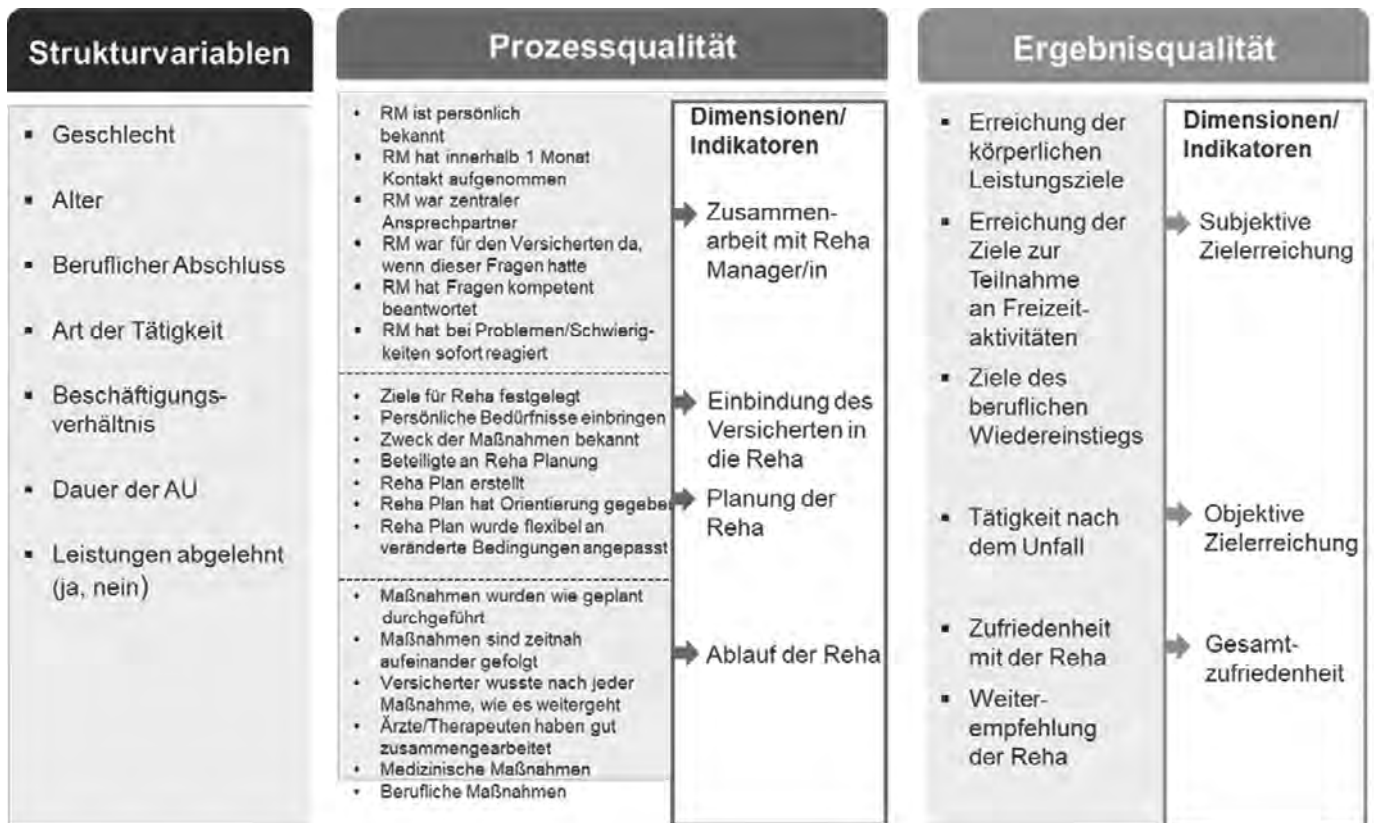 Strukturvariablen
Geschlecht
Alter
Beruflicher Abschluss
Art der Tätigkeit
Beschäftigungs-
verhältnis
Dauer der AU
Leistungen abgelehnt
(ja, nein)
Prozessqualität
RM ist persönlich
bekannt
RM hat innerhalb 1 Monat
Kontakt aufgenommen
RM war zentraler
Ansprechpartner
RM war für den Versicherten da,
wenn dieser Fragen hatte
RM hat Fragen kompetent
beantwortet
RM hat bei Problemen/Schwierig-
keiten sofort reagiert
Ziele für Reha festgelegt
Persönliche Bedürfnisse einbringen
Zweck der Maßnahmen bekannt
Beteiligte an Reha Planung
Reha Plan erstellt
Reha Plan hat Orientierung gegeben
Reha Plan wurde flexibel an
veränderte Bedingungen angepasst
Maßnahmen wurden wie geplant
durchgeführt
Maßnahmen sind zeitnah
aufeinander gefolgt
Versicherter wusste nach jeder
Maßnahme, wie es weitergeht
Ärzte/Therapeuten haben gut
zusammengearbeitet
Medizinische Maßnahmen
Berufliche Maßnahmen
Dimensionen/
Indikatoren
Zusammen-
arbeit mit Reha
Manager/in
Einbindung des
Versicherten in
die Reha
Planung der
Reha
Ablauf der Reha
Ergebnisqualität
Erreichung der
körperlichen
Leistungsziele
Erreichung der
Ziele zur
Teilnahme
an Freizeit-
aktivitäten
Ziele des
beruflichen
Wiedereinstiegs
Tätigkeit nach
dem Unfall
Zufriedenheit
mit der Reha
Weiter-
empfehlung
der Reha
Dimensionen/
Indikatoren
Subjektive
Zielerreichung
Objektive
Zielerreichung
Gesamt-
zufriedenheit